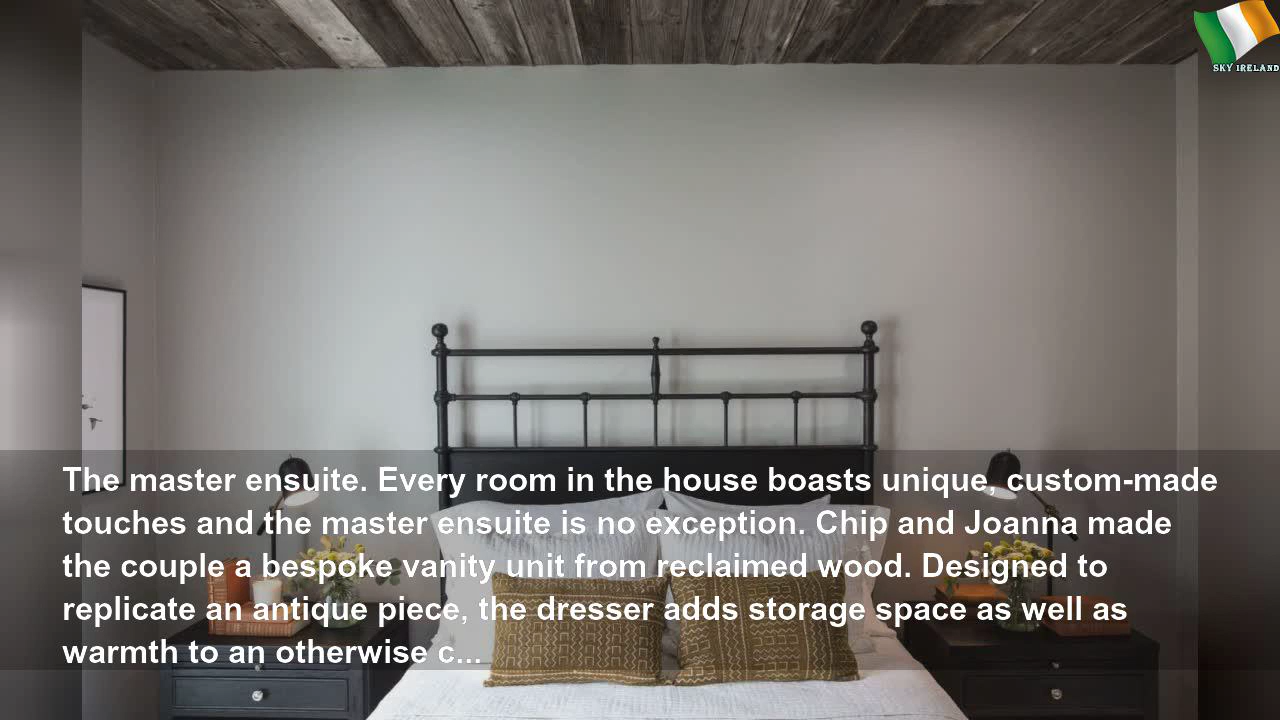 SKY IRELAND
The master ensuite. Every room in the house boasts unique, custom-made
touches and the master ensuite is no exception. Chip and Joanna made
the couple a bespoke vanity unit from reclaimed wood. Designed to
replicate an antique piece, the dresser adds storage space as well as
warmth to an otherwise c...